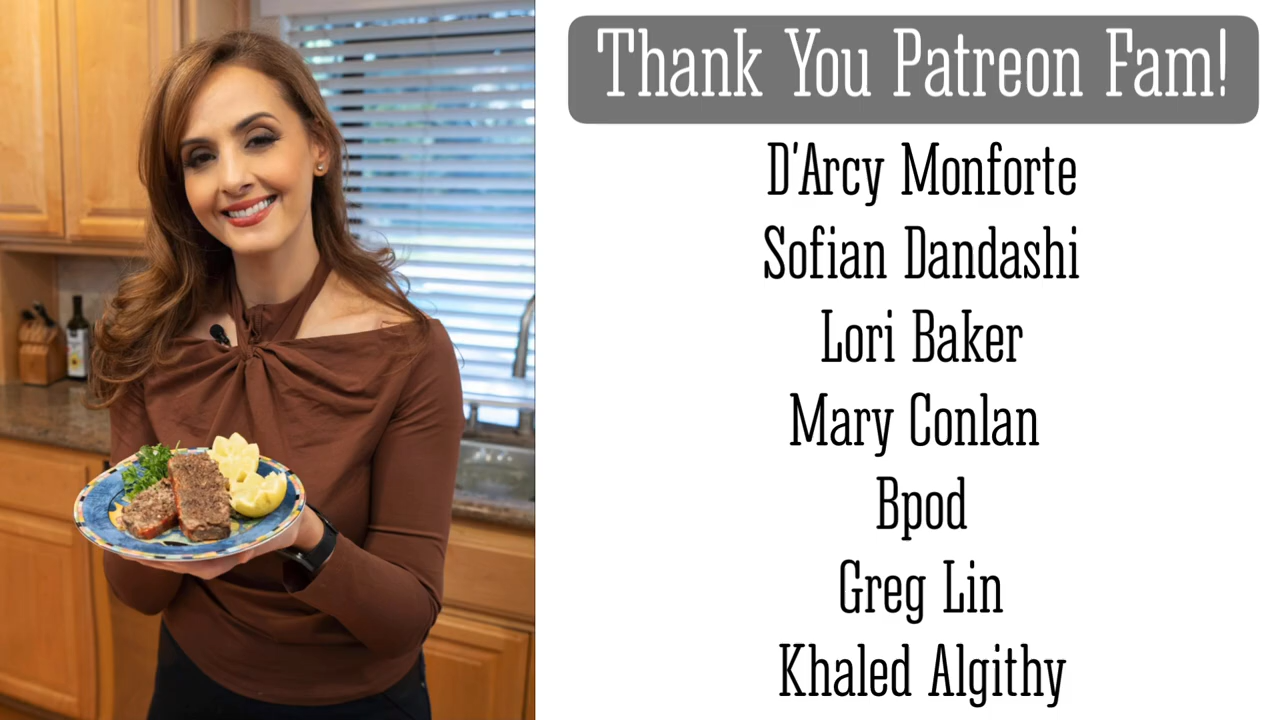 Thank You Patreon Fam!
D'Arcy Monforte
Sofian Dandashi
Lori Baker
Mary Conlan
Bpod
Greg Lin
Khaled Algithy